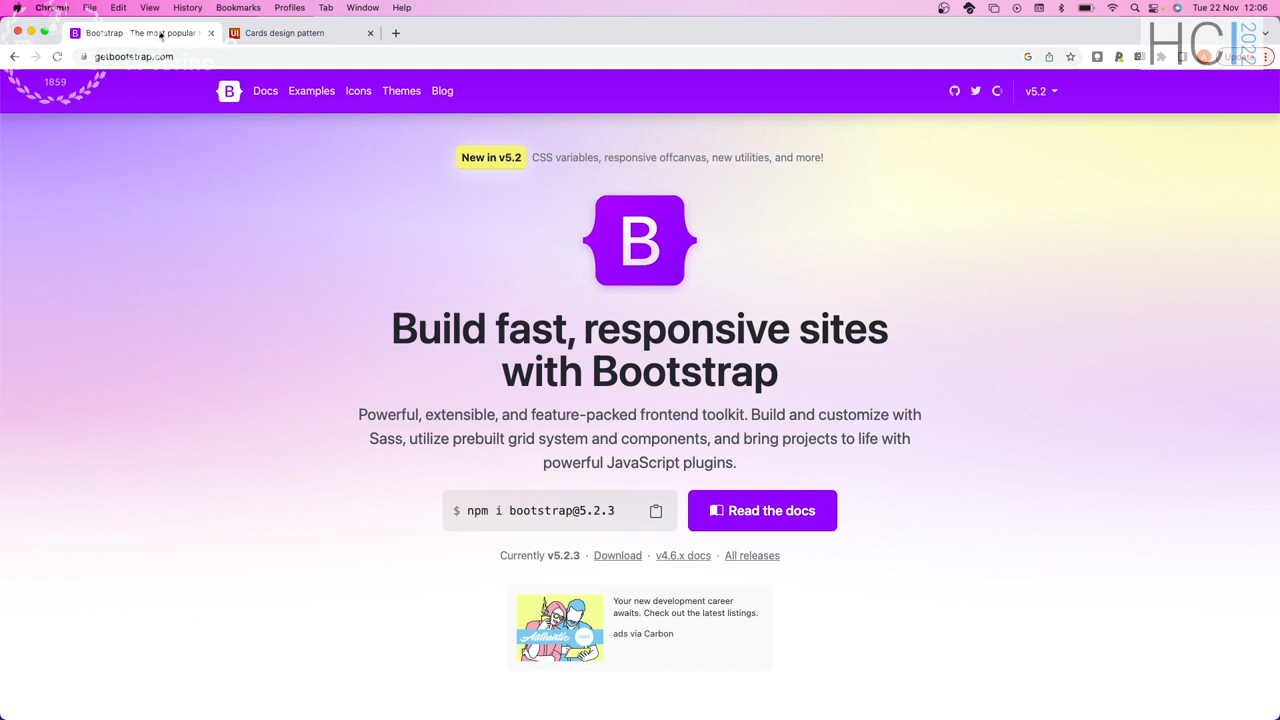 Chrome File Edit View History Bookmarks Profiles Tab Window Help Tue 22 Nov 12:06
Bootstrap · The most popular Cards design pattern
getbootstrap.com Update
HCI 2022
1859
B Docs Examples Icons Themes Blog v5.2
New in v5.2 CSS variables, responsive offcanvas, new utilities, and more!
B
Build fast, responsive sites
with Bootstrap
Powerful, extensible, and feature-packed frontend toolkit. Build and customize with
Sass, utilize prebuilt grid system and components, and bring projects to life with
powerful JavaScript plugins.
$ npm i bootstrap@5.2.3 Read the docs
Currently v5.2.3 · Download · v4.6.x docs · All releases
Your new development career
awaits. Check out the latest listings.
ads via Carbon
Authentic